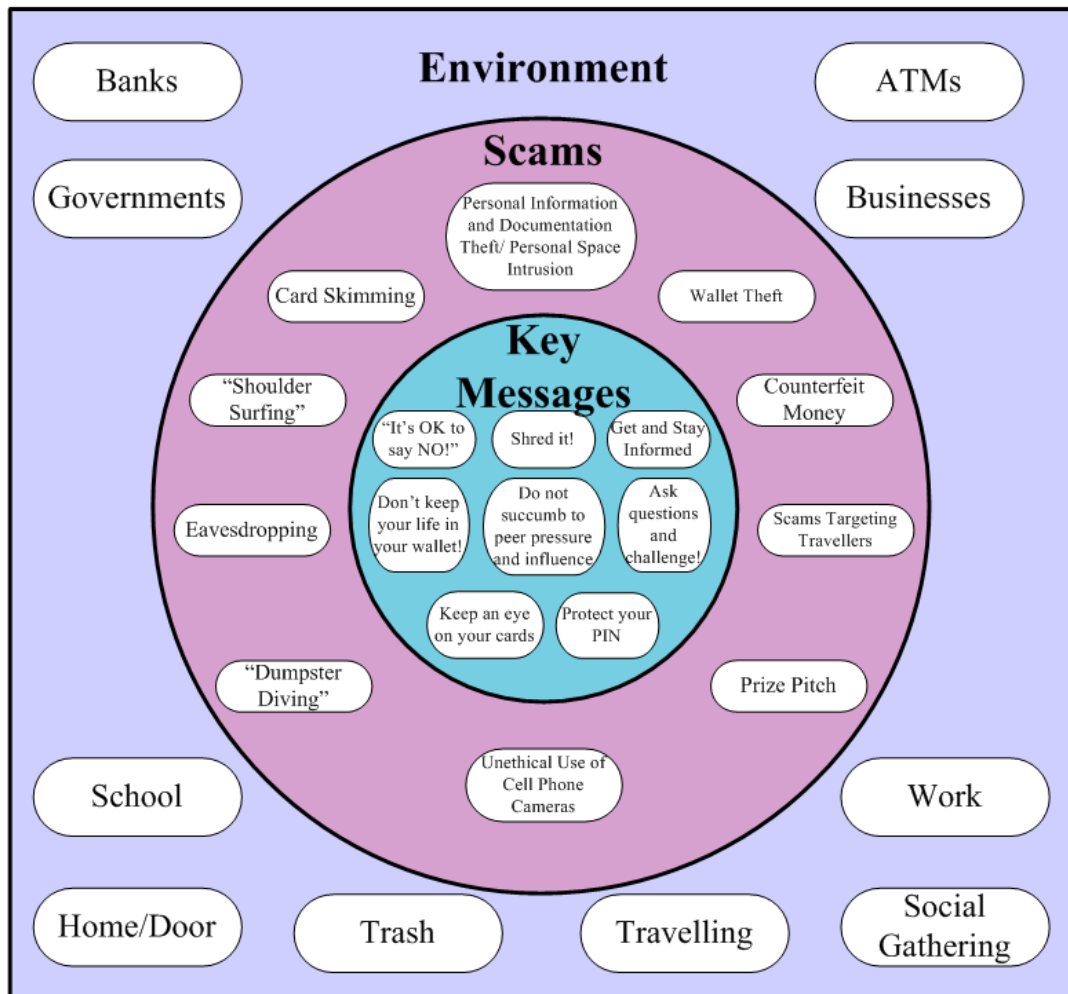 Environment
Banks
ATMs
Governments
Businesses
Scams
Personal Information
and Documentation
Theft/ Personal Space
Intrusion
Card Skimming
Wallet Theft
“Shoulder
Surfing”
Counterfeit
Money
Eavesdropping
Scams Targeting
Travellers
“Dumpster
Diving”
Prize Pitch
Unethical Use of
Cell Phone
Cameras
Key
Messages
“It’s OK to
say NO!”
Shred it!
Get and Stay
Informed
Don’t keep
your life in
your wallet!
Do not
succumb to
peer pressure
and influence
Ask
questions
and
challenge!
Keep an eye
on your cards
Protect your
PIN
School
Work
Home/Door
Trash
Travelling
Social
Gathering